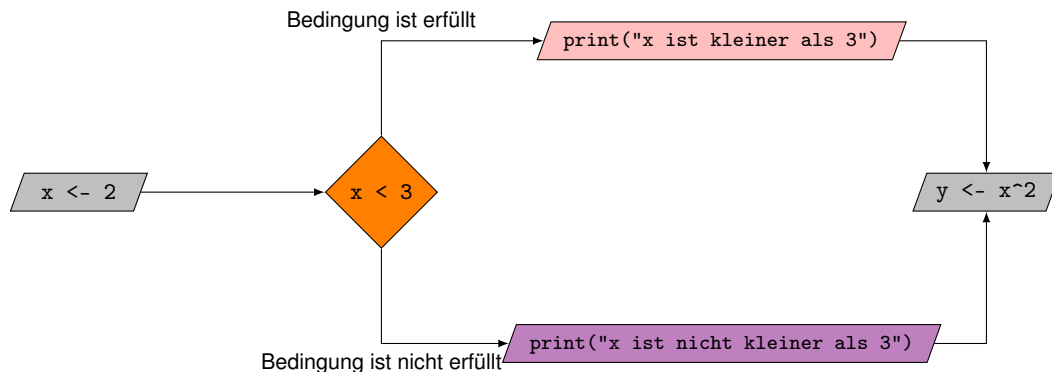 Bedingung ist erfüllt
print("x ist kleiner als 3")
x <- 2
x < 3
y <- x^2
print("x ist nicht kleiner als 3")
Bedingung ist nicht erfüllt